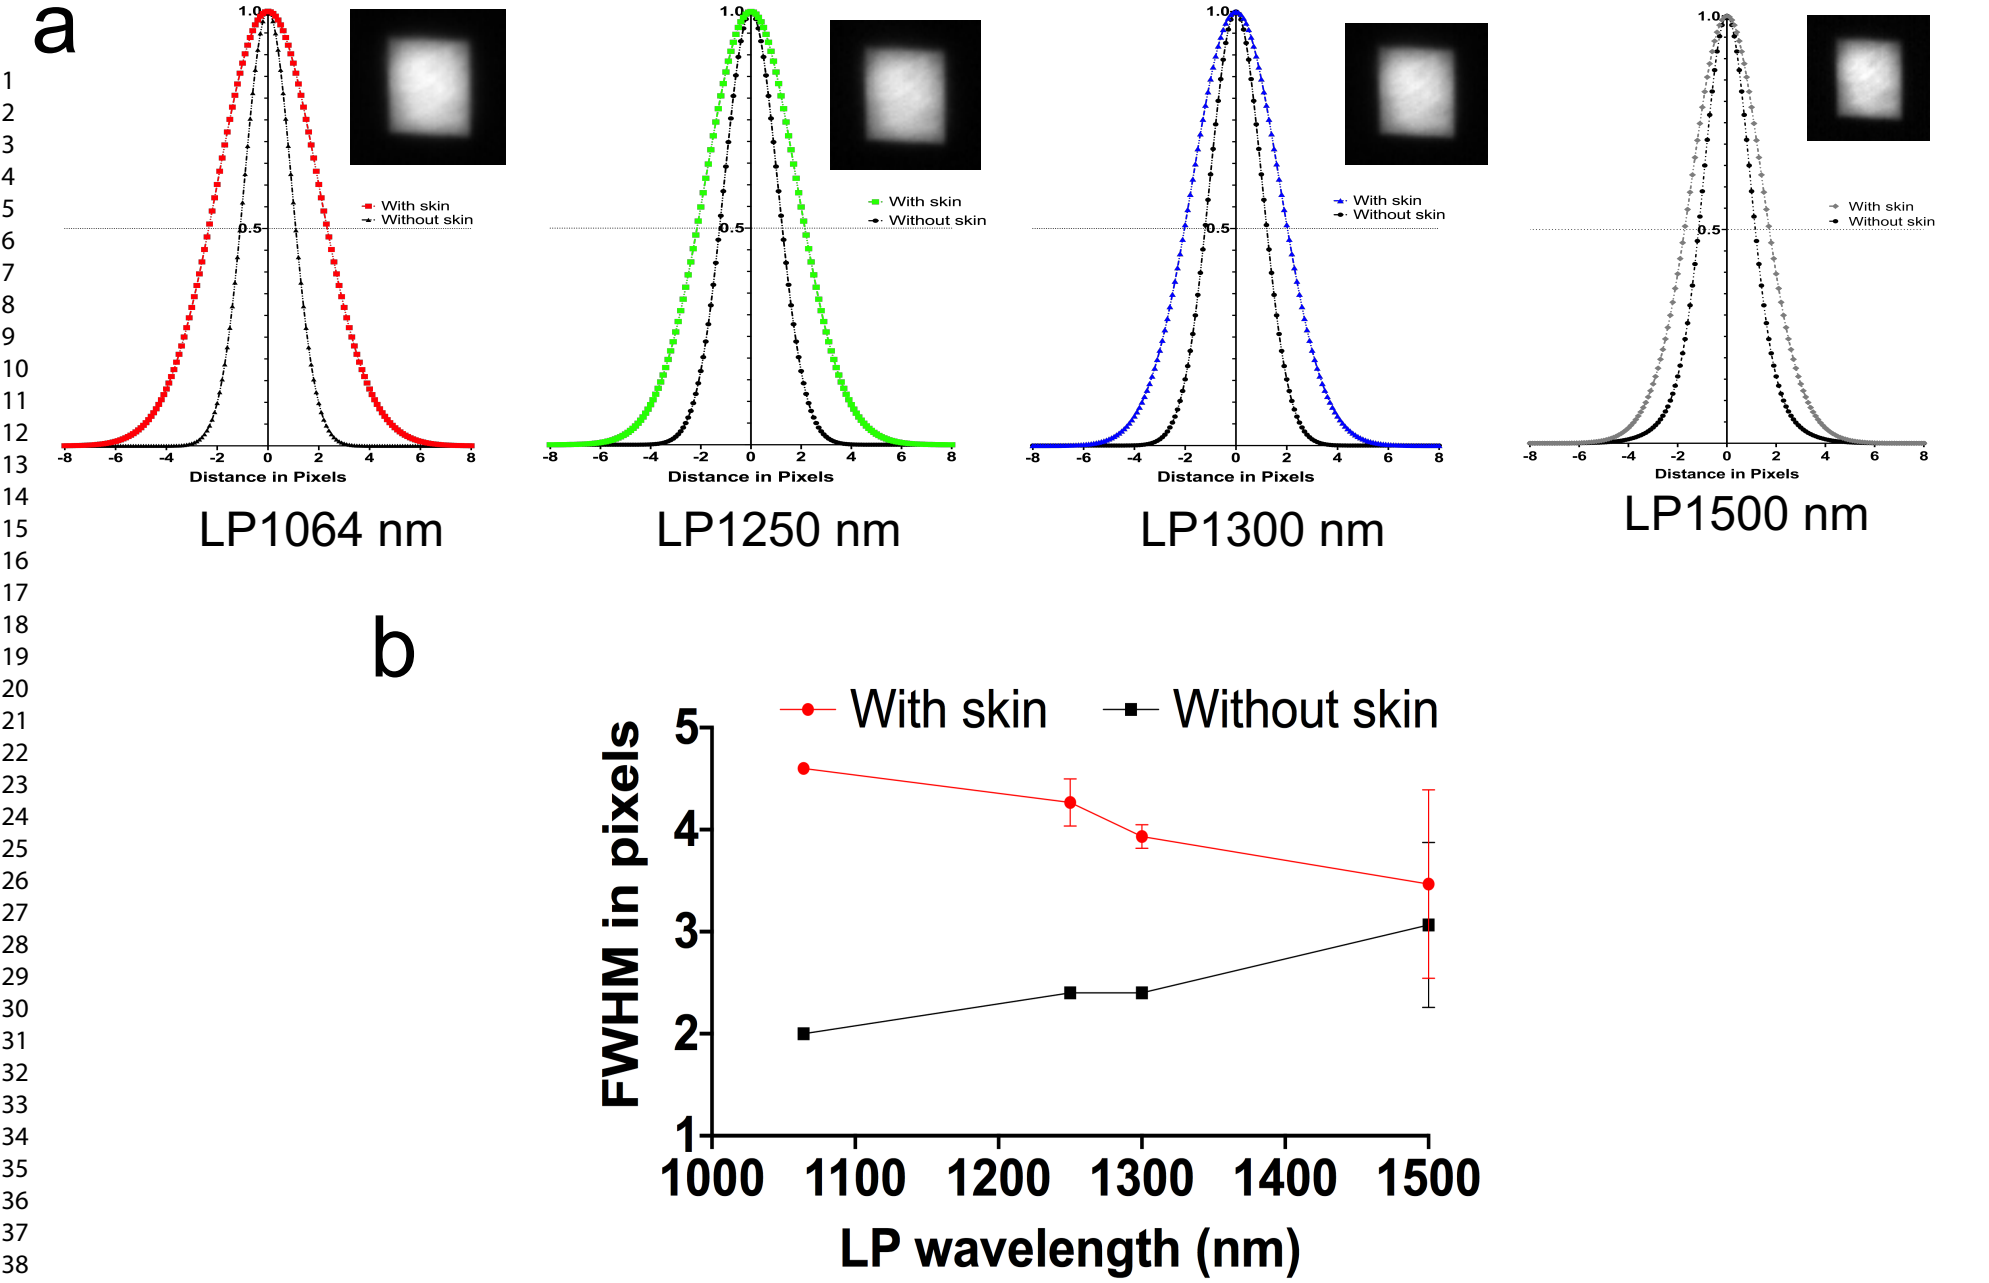 a
1
2
3
4
5
6
7
8
9
10
11
12
13
14
15
16
17
18
19
20
21
22
23
24
25
26
27
28
29
30
31
32
33
34
35
36
37
38
1.0
0.5
With skin
Without skin
-8 -6 -4 -2 0 2 4 6 8
Distance in Pixels
LP1064 nm
1.0
0.5
With skin
Without skin
-8 -6 -4 -2 0 2 4 6 8
Distance in Pixels
LP1250 nm
1.0
0.5
With skin
Without skin
-8 -6 -4 -2 0 2 4 6 8
Distance in Pixels
LP1300 nm
1.0
0.5
With skin
Without skin
-8 -6 -4 -2 0 2 4 6 8
Distance in Pixels
LP1500 nm
b
With skin Without skin
FWHM in pixels
5
4
3
2
1
1000 1100 1200 1300 1400 1500
LP wavelength (nm)